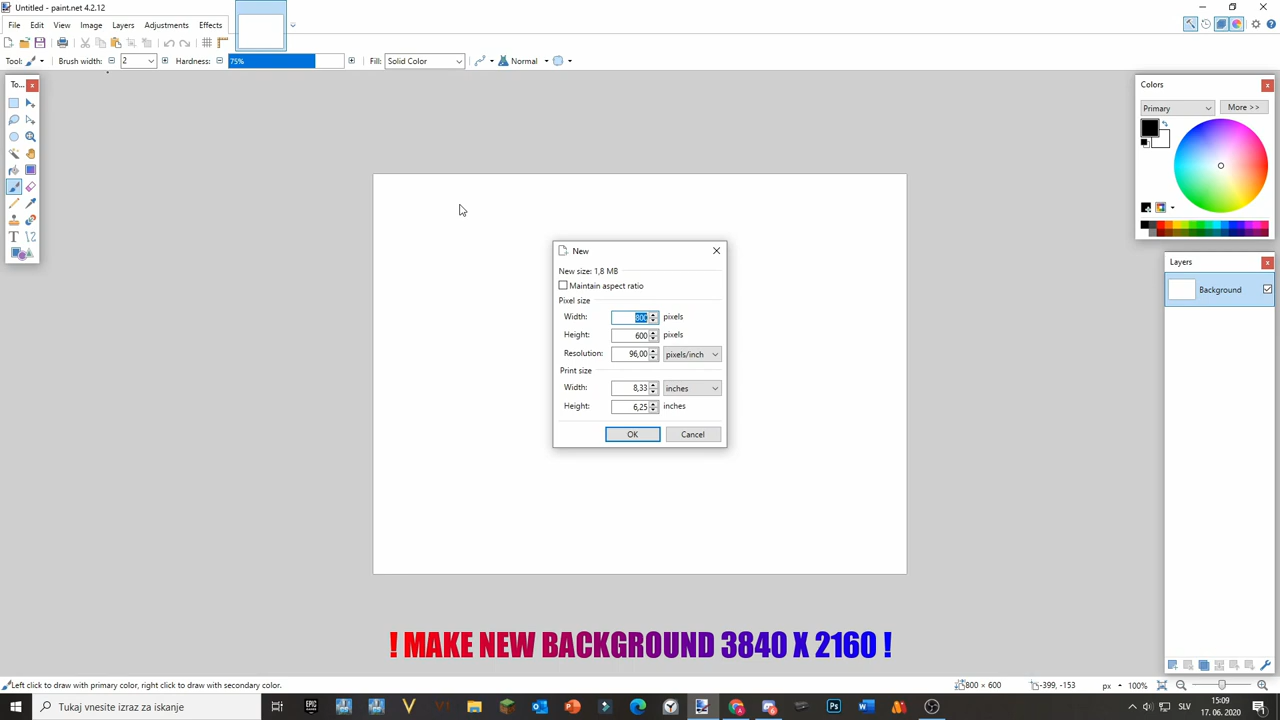 Untitled - paint.net 4.2.12
File Edit View Image Layers Adjustments Effects
Tool: Brush width: 2 Hardness: 75% Fill: Solid Color Normal
To...
Colors
Primary More >>
New
New size: 1,8 MB
Maintain aspect ratio
Pixel size
Width: 800 pixels
Height: 600 pixels
Resolution: 96,00 pixels/inch
Print size
Width: 8,33 inches
Height: 6,25 inches
OK Cancel
Layers
Background
! MAKE NEW BACKGROUND 3840 X 2160 !
Left click to draw with primary color, right click to draw with secondary color.
800 × 600 -399, -153 px 100%
Tukaj vnesite izraz za iskanje
EPIC
GAMES
Ps
SLV
15:09
17. 06. 2020